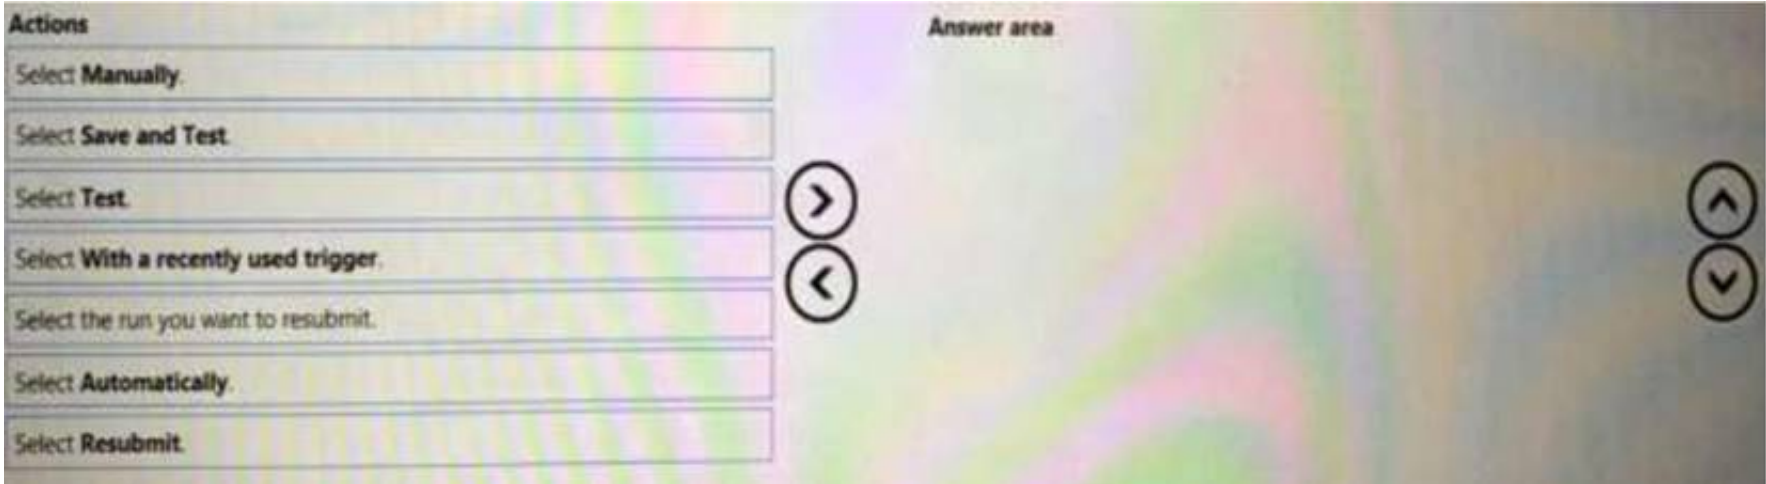 Actions
Answer area
Select Manually.
Select Save and Test.
Select Test.
Select With a recently used trigger.
Select the run you want to resubmit.
Select Automatically.
Select Resubmit.